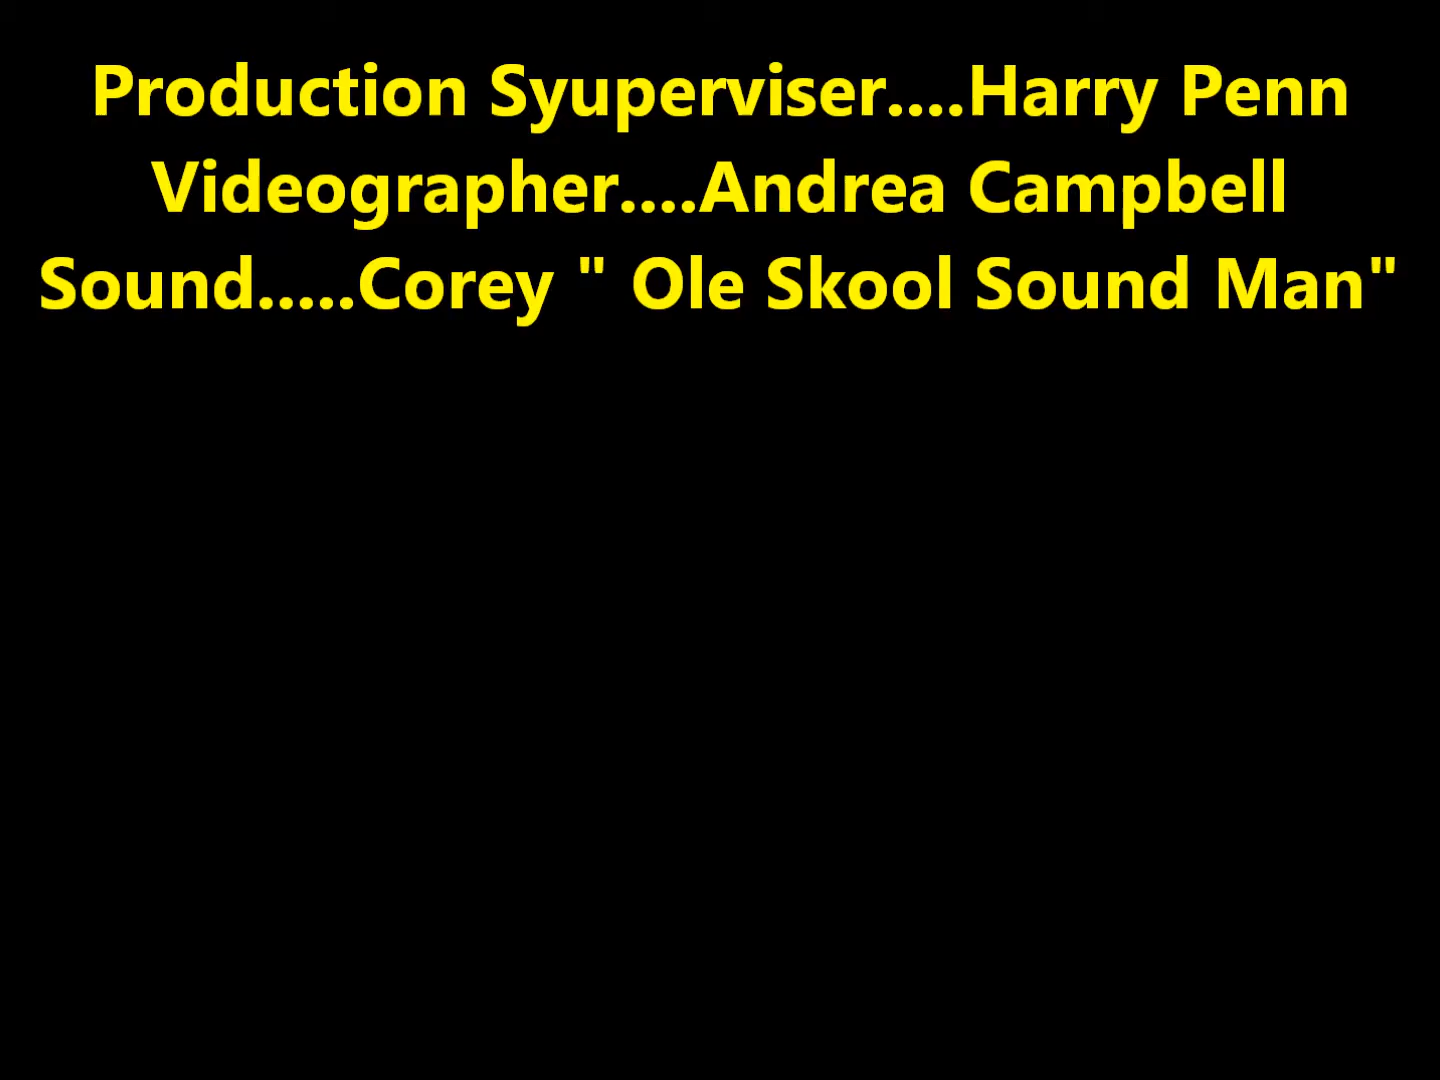 Production Syuperviser....Harry Penn
Videographer....Andrea Campbell
Sound.....Corey " Ole Skool Sound Man"